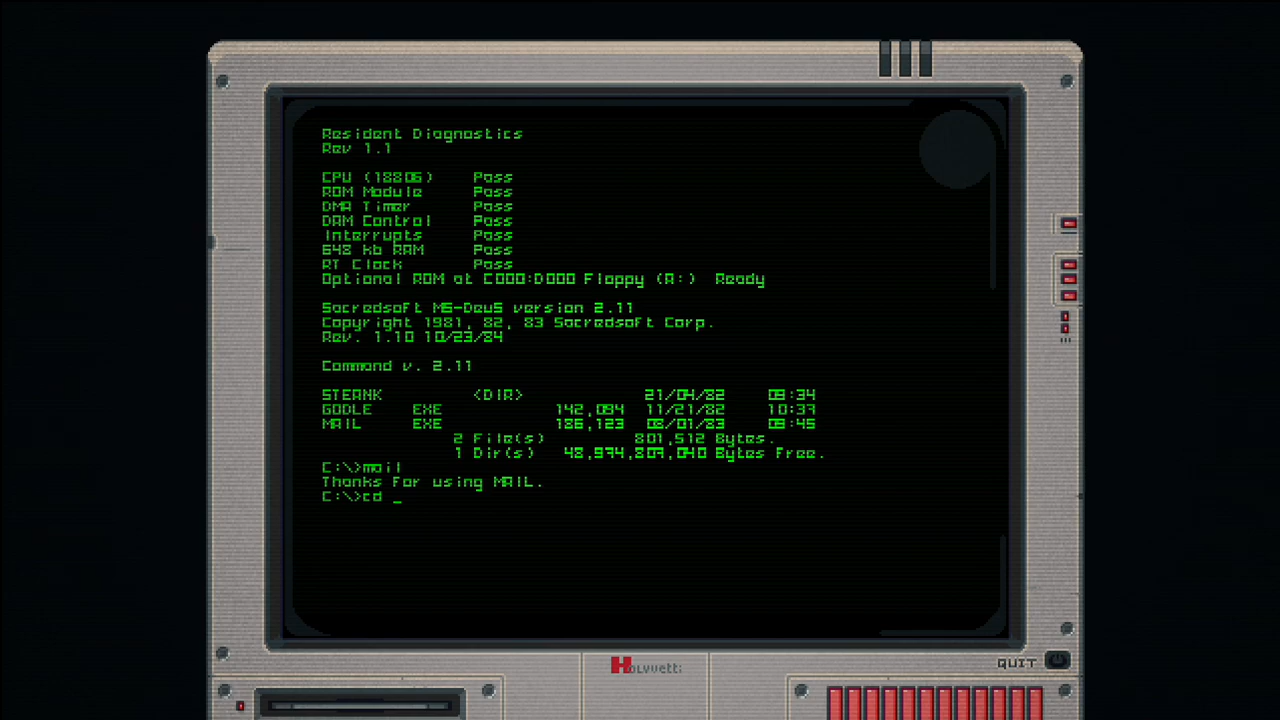 Resident Diagnostics
Rev 1.1
CPU (18806) Pass
ROM Module Pass
DMA Timer Pass
DAM Control Pass
Interrupts Pass
648 kb RAM Pass
RT Clock Pass
Optional ROM at C000:D000 Floppy (A:) Ready
Sacredsoft MS-DeuS version 2.11
Copyright 1981, 82, 83 Sacredsoft Corp.
Rev. 1.10 10/23/84
Command v. 2.11
<DIR> 21/04/82 09:34
GODLE EXE 142,084 11/21/82 10:37
MAIL EXE 186,123 08/01/83 09:45
2 File(s) 801,512 Bytes.
1 Dir(s) 48,974,807,040 Bytes Free.
C:\>mail
Thanks For using MAIL.
C:\>cd _
QUIT
Holyvett: